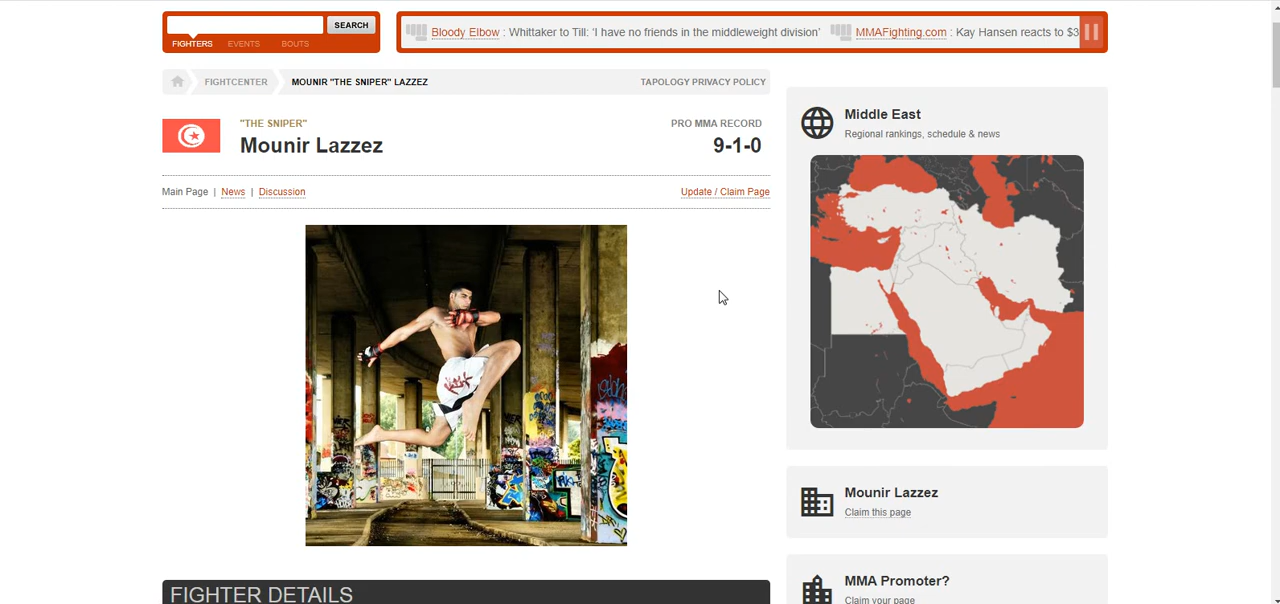 SEARCH
FIGHTERS
EVENTS
BOUTS
Bloody Elbow : Whittaker to Till: 'I have no friends in the middleweight division'
MMAFighting.com : Kay Hansen reacts to $3
FIGHTCENTER
MOUNIR "THE SNIPER" LAZZEZ
TAPOLOGY PRIVACY POLICY
"THE SNIPER"
Mounir Lazzez
PRO MMA RECORD
9-1-0
Main Page | News | Discussion
Update / Claim Page
FIGHTER DETAILS
Middle East
Regional rankings, schedule & news
Mounir Lazzez
Claim this page
MMA Promoter?
Claim your page